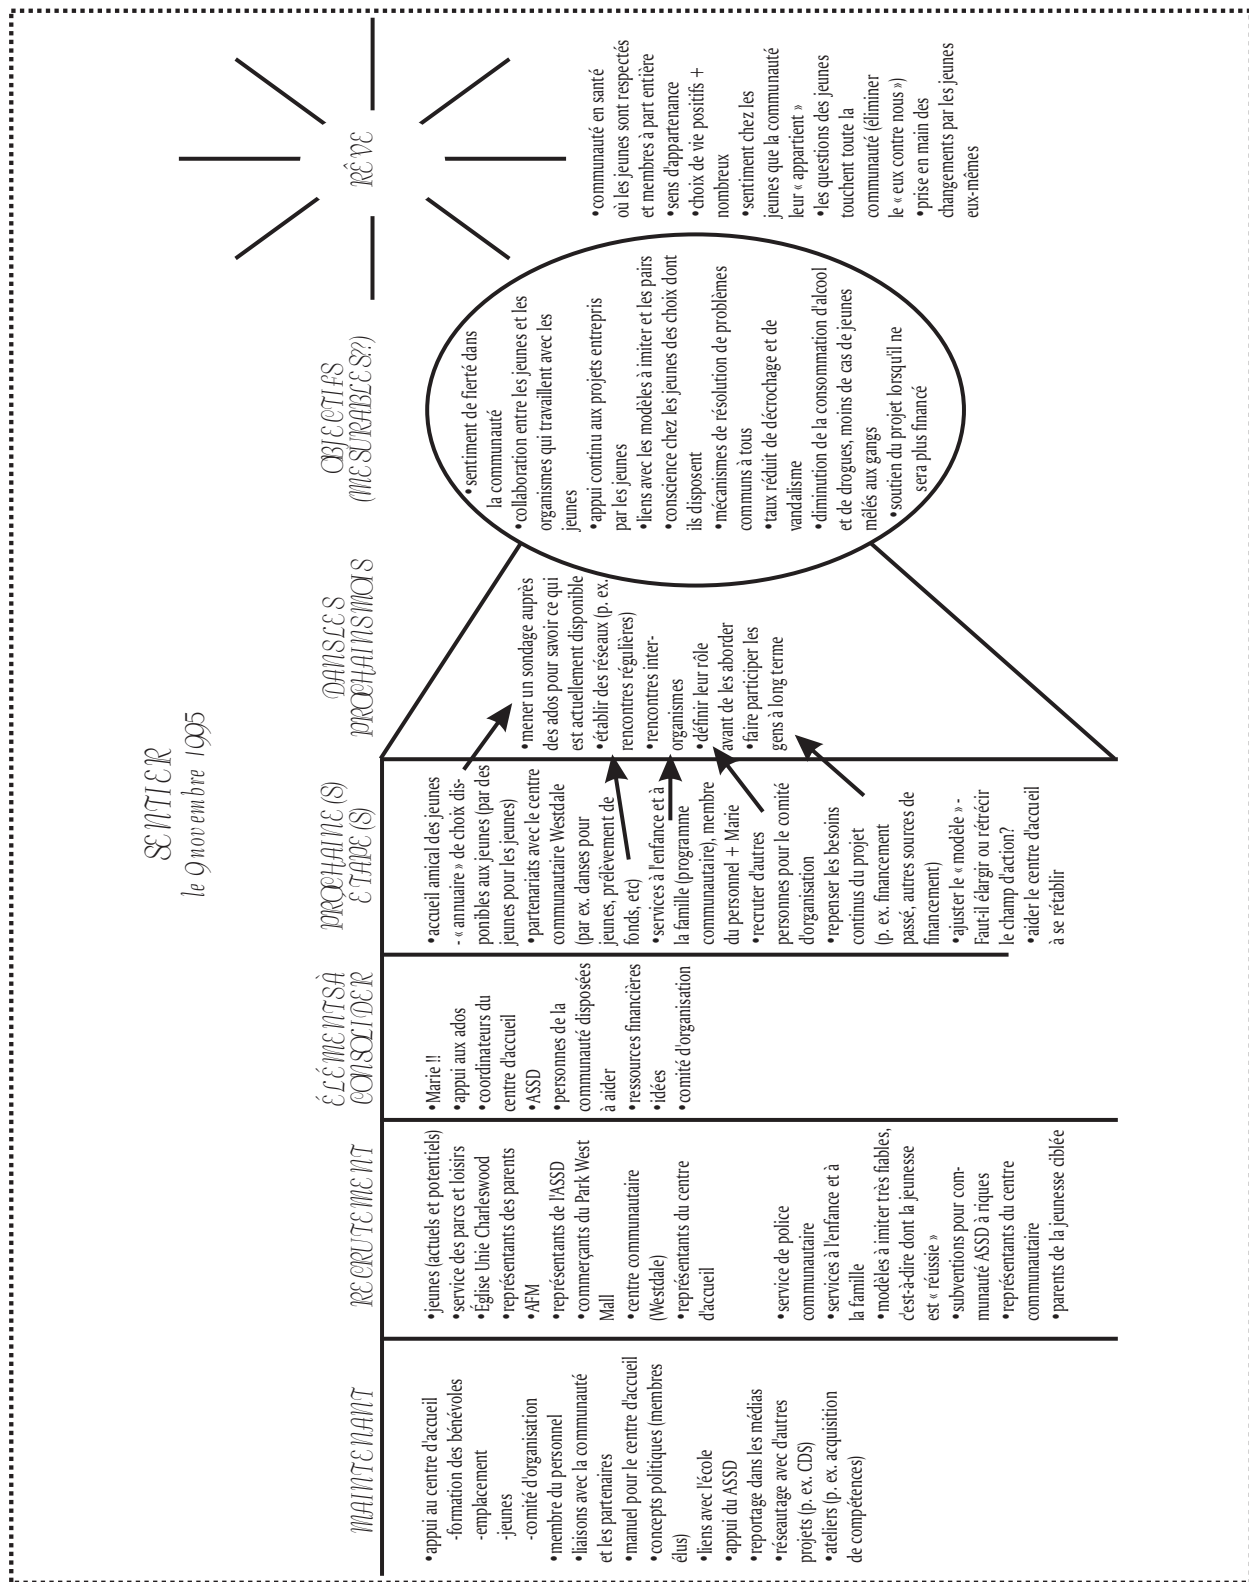 SENTIER
le 9 novembre 1995
MAINTENANT
•appui au centre d'accueil
-formation des bénévoles
-emplacement
-jeunes
-comité d'organisation
•membre du personnel
•liaisons avec la communauté
et les partenaires
•manuel pour le centre d'accueil
•concepts politiques (membres
élus)
•liens avec l'école
•appui du ASSD
•reportage dans les médias
•réseautage avec d'autres
projets (p. ex. CDS)
•ateliers (p. ex. acquisition
de compétences)
RECRUTEMENT
•jeunes (actuels et potentiels)
•service des parcs et loisirs
•Église Unie Charleswood
•représentants des parents
•AFM
•représentants de l'ASSD
•commerçants du Park West
Mall
•centre communautaire
(Westdale)
•représentants du centre
d'accueil
•service de police
communautaire
•services à l'enfance et à
la famille
•modèles à imiter très fiables,
c'est-à-dire dont la jeunesse
est « réussie »
•subventions pour com-
munauté ASSD à riques
•représentants du centre
communautaire
•parents de la jeunesse ciblée
ÉLÉMENTS À
CONSOLIDER
•Marie !!
•appui aux ados
•coordinateurs du
centre d'accueil
•ASSD
•personnes de la
communauté disposées
à aider
•ressources financières
•idées
•comité d'organisation
PROCHAINE(S)
ETAPE(S)
•accueil amical des jeunes
- « annuaire » de choix dis-
ponibles aux jeunes (par des
jeunes pour les jeunes)
•partenariats avec le centre
communautaire Westdale
(par ex. danses pour
jeunes, prélèvement de
fonds, etc)
•services à l'enfance et à
la famille (programme
communautaire), membre
du personnel + Marie
•recruter d'autres
personnes pour le comité
d'organisation
•repenser les besoins
continus du projet
(p. ex. financement
passé, autres sources de
financement)
•ajuster le « modèle » -
Faut-il élargir ou rétrécir
le champ d'action?
•aider le centre d'accueil
à se rétablir
DANS LES
PROCHAINS MOIS
•mener un sondage auprès
des ados pour savoir ce qui
est actuellement disponible
•établir des réseaux (p. ex.
rencontres régulières)
•rencontres inter-
organismes
•définir leur rôle
avant de les aborder
•faire participer les
gens à long terme
OBJECTIFS
(MESURABLES??)
•sentiment de fierté dans
la communauté
•collaboration entre les jeunes et les
organismes qui travaillent avec les
jeunes
•appui continu aux projets entrepris
par les jeunes
•liens avec les modèles à imiter et les pairs
•conscience chez les jeunes des choix dont
ils disposent
•mécanismes de résolution de problèmes
communs à tous
•taux réduit de décrochage et de
vandalisme
•diminution de la consommation d'alcool
et de drogues, moins de cas de jeunes
mêlés aux gangs
•soutien du projet lorsqu'il ne
sera plus financé
RÊVE
•communauté en santé
où les jeunes sont respectés
et membres à part entière
•sens d'appartenance
•choix de vie positifs +
nombreux
•sentiment chez les
jeunes que la communauté
leur « appartient »
•les questions des jeunes
touchent toute la
communauté (éliminer
le « eux contre nous »)
•prise en main des
changements par les jeunes
eux-mêmes